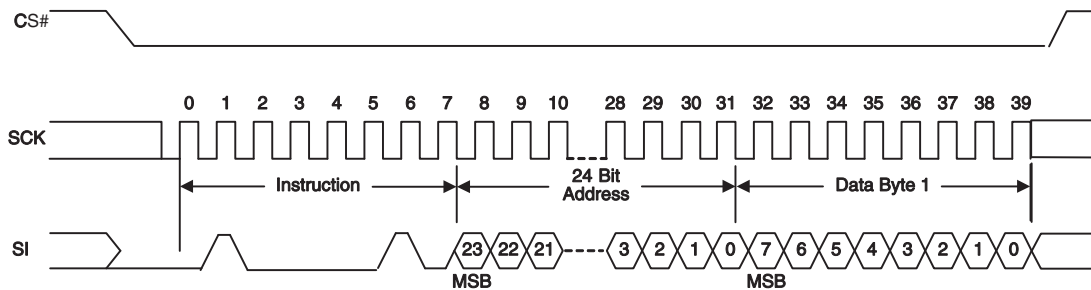 CS#
0 1 2 3 4 5 6 7 8 9 10 28 29 30 31 32 33 34 35 36 37 38 39
SCK
Instruction
24 Bit
Address
Data Byte 1
SI
23 22 21 3 2 1 0 7 6 5 4 3 2 1 0
MSB MSB